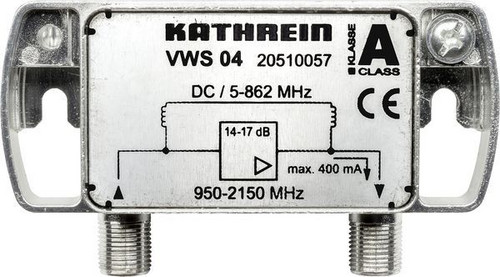 KATHREIN
VWS 04 20510057
KLASSE A CLASS
DC / 5-862 MHz
CE
14-17 dB
max. 400 mA
950-2150 MHz